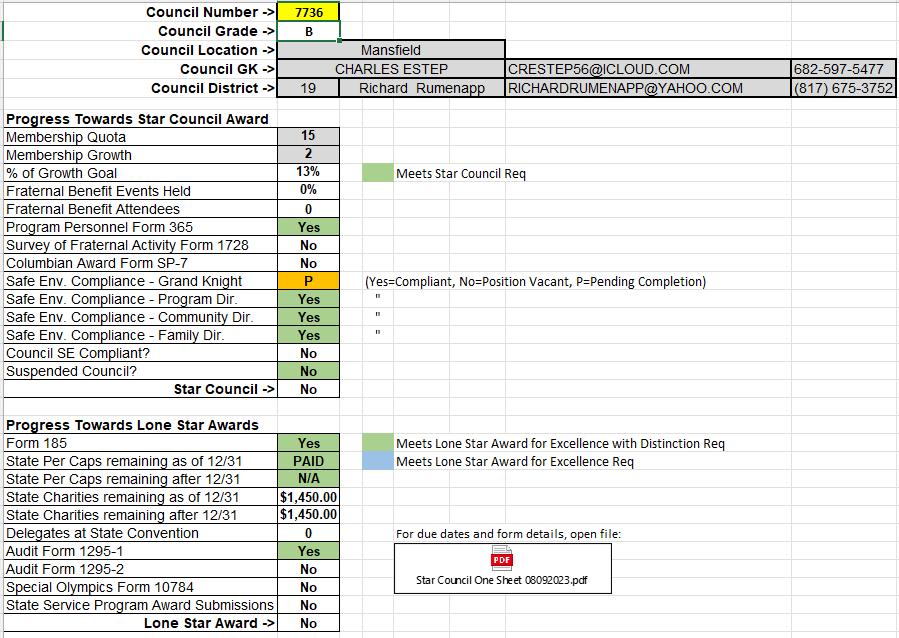 Council Number -> 7736
Council Grade -> B
Council Location -> Mansfield
Council GK -> CHARLES ESTEP CRESTEP56@ICLOUD.COM 682-597-5477
Council District -> 19 Richard Rumenapp RICHARDRUMENAPP@YAHOO.COM (817) 675-3752
Progress Towards Star Council Award
Membership Quota 15
Membership Growth 2
% of Growth Goal 13% Meets Star Council Req
Fraternal Benefit Events Held 0%
Fraternal Benefit Attendees 0
Program Personnel Form 365 Yes
Survey of Fraternal Activity Form 1728 No
Columbian Award Form SP-7 No
Safe Env. Compliance - Grand Knight P (Yes=Compliant, No=Position Vacant, P=Pending Completion)
Safe Env. Compliance - Program Dir. Yes "
Safe Env. Compliance - Community Dir. Yes "
Safe Env. Compliance - Family Dir. Yes "
Council SE Compliant? No
Suspended Council? No
Star Council -> No
Progress Towards Lone Star Awards
Form 185 Yes Meets Lone Star Award for Excellence with Distinction Req
State Per Caps remaining as of 12/31 PAID Meets Lone Star Award for Excellence Req
State Per Caps remaining after 12/31 N/A
State Charities remaining as of 12/31 $1,450.00
State Charities remaining after 12/31 $1,450.00
Delegates at State Convention 0 For due dates and form details, open file:
Audit Form 1295-1 Yes PDF
Audit Form 1295-2 No Star Council One Sheet 08092023.pdf
Special Olympics Form 10784 No
State Service Program Award Submissions No
Lone Star Award -> No